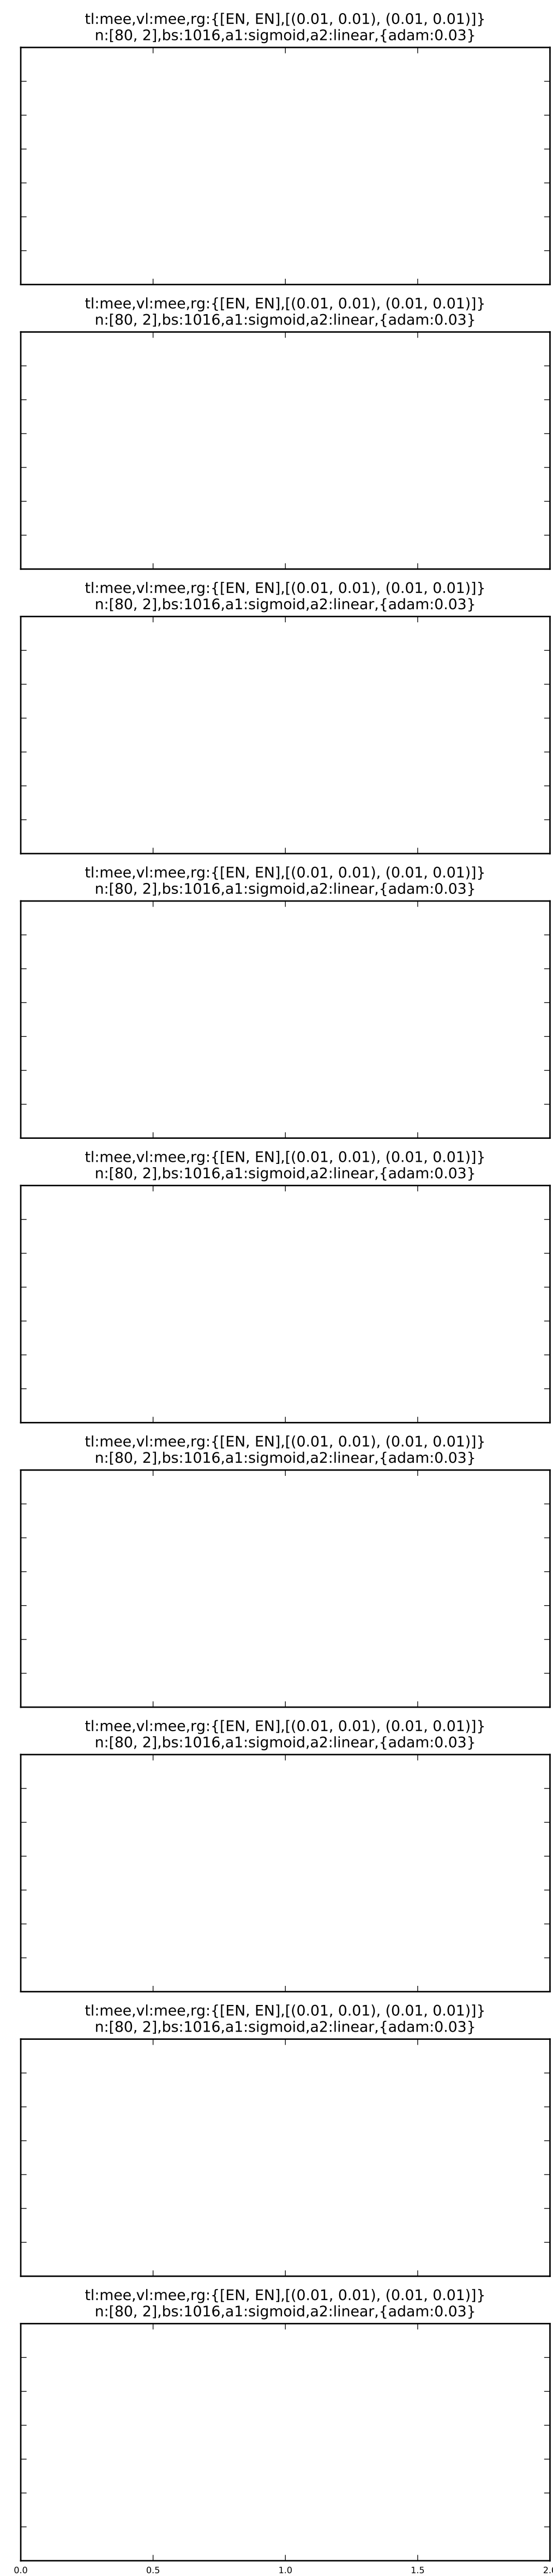 tl:mee,vl:mee,rg:{[EN, EN],[(0.01, 0.01), (0.01, 0.01)]}
n:[80, 2],bs:1016,a1:sigmoid,a2:linear,{adam:0.03}
tl:mee,vl:mee,rg:{[EN, EN],[(0.01, 0.01), (0.01, 0.01)]}
n:[80, 2],bs:1016,a1:sigmoid,a2:linear,{adam:0.03}
tl:mee,vl:mee,rg:{[EN, EN],[(0.01, 0.01), (0.01, 0.01)]}
n:[80, 2],bs:1016,a1:sigmoid,a2:linear,{adam:0.03}
tl:mee,vl:mee,rg:{[EN, EN],[(0.01, 0.01), (0.01, 0.01)]}
n:[80, 2],bs:1016,a1:sigmoid,a2:linear,{adam:0.03}
tl:mee,vl:mee,rg:{[EN, EN],[(0.01, 0.01), (0.01, 0.01)]}
n:[80, 2],bs:1016,a1:sigmoid,a2:linear,{adam:0.03}
tl:mee,vl:mee,rg:{[EN, EN],[(0.01, 0.01), (0.01, 0.01)]}
n:[80, 2],bs:1016,a1:sigmoid,a2:linear,{adam:0.03}
tl:mee,vl:mee,rg:{[EN, EN],[(0.01, 0.01), (0.01, 0.01)]}
n:[80, 2],bs:1016,a1:sigmoid,a2:linear,{adam:0.03}
tl:mee,vl:mee,rg:{[EN, EN],[(0.01, 0.01), (0.01, 0.01)]}
n:[80, 2],bs:1016,a1:sigmoid,a2:linear,{adam:0.03}
tl:mee,vl:mee,rg:{[EN, EN],[(0.01, 0.01), (0.01, 0.01)]}
n:[80, 2],bs:1016,a1:sigmoid,a2:linear,{adam:0.03}
0.0 0.5 1.0 1.5